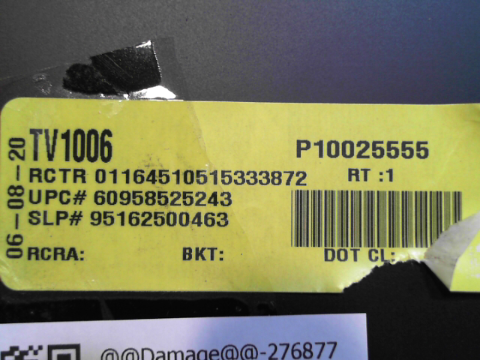 06-08-20
TV1006
P10025555
RCTR 01164510515333872 RT :1
UPC# 60958525243
SLP# 95162500463
RCRA: BKT: DOT CL:
@@Damage@@-276877